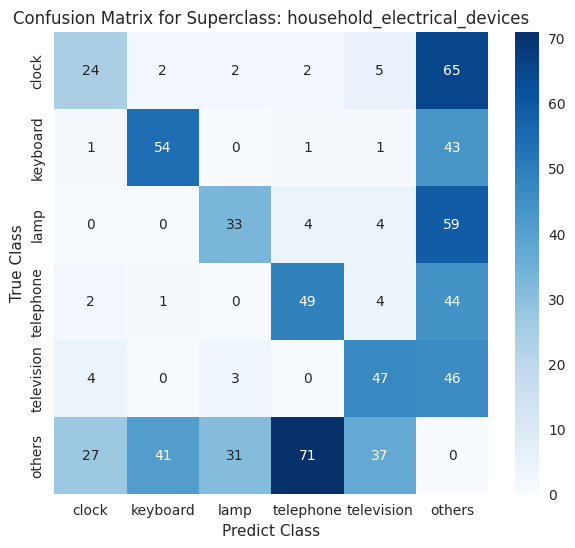 Confusion Matrix for Superclass: household_electrical_devices
True Class
clock 24 2 2 2 5 65
keyboard 1 54 0 1 1 43
lamp 0 0 33 4 4 59
telephone 2 1 0 49 4 44
television 4 0 3 0 47 46
others 27 41 31 71 37 0
clock keyboard lamp telephone television others
Predict Class
70
60
50
40
30
20
10
0